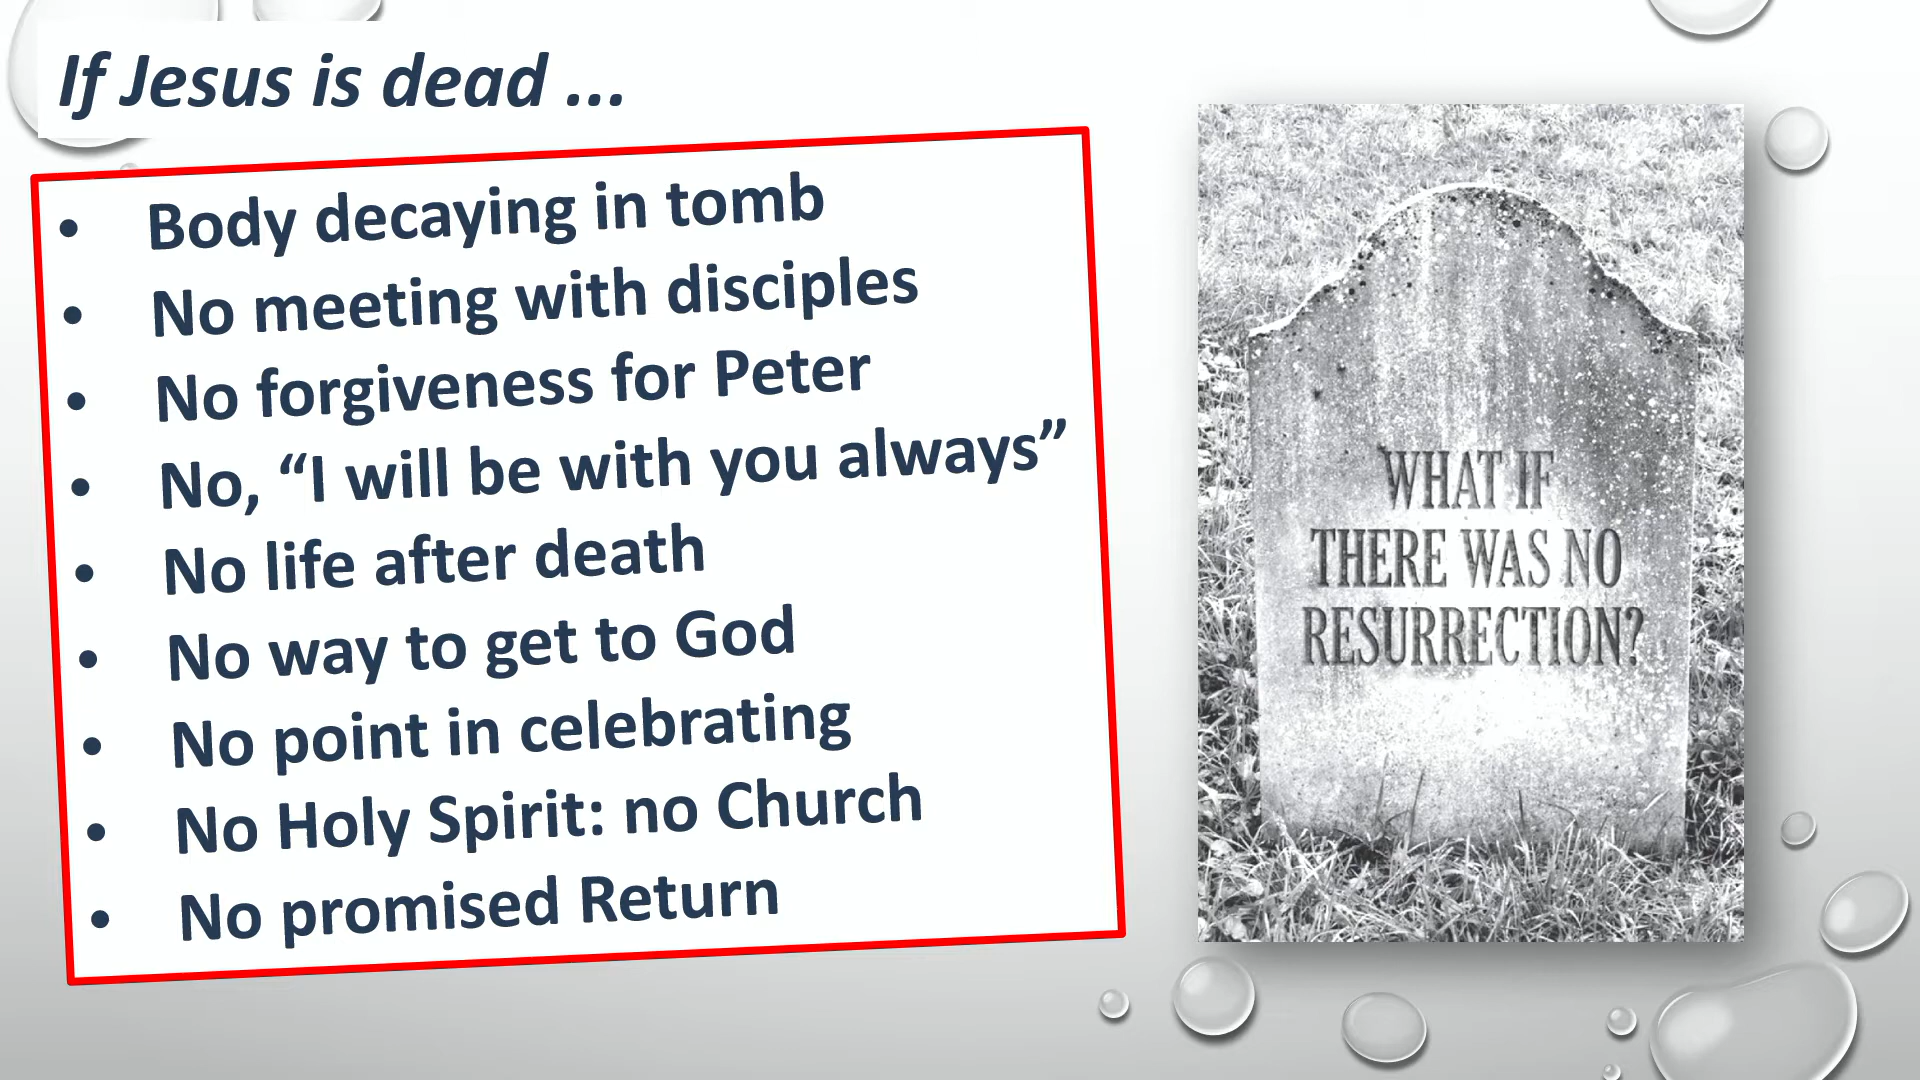 If Jesus is dead ...
• Body decaying in tomb
• No meeting with disciples
• No forgiveness for Peter
• No, “I will be with you always”
• No life after death
• No way to get to God
• No point in celebrating
• No Holy Spirit: no Church
• No promised Return
WHAT IF
THERE WAS NO
RESURRECTION?